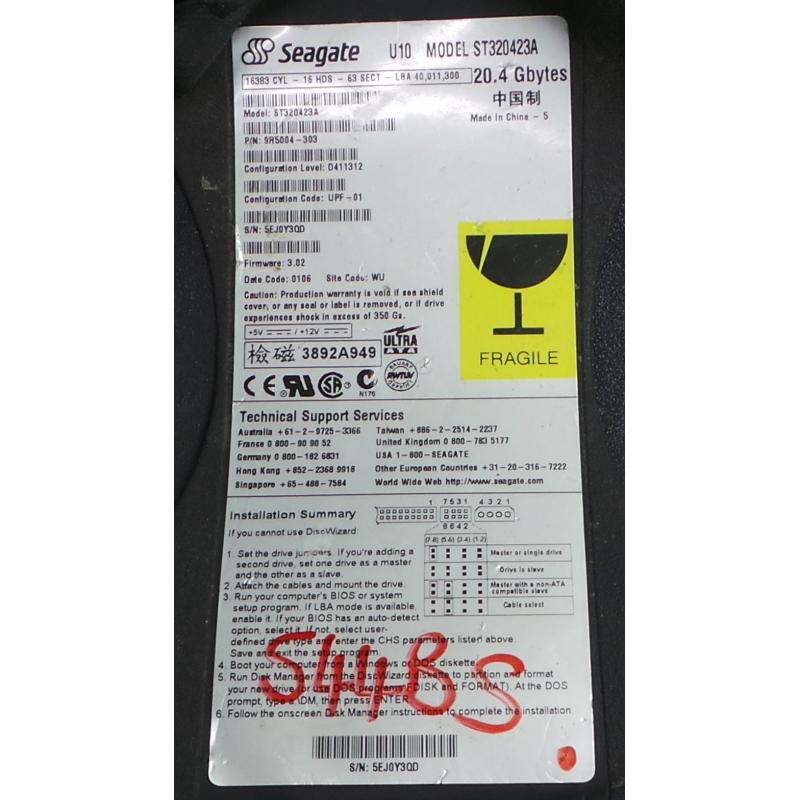 Seagate U10 MODEL ST320423A
16383 CYL - 16 HDS - 63 SECT - LBA 40,011,300
20.4 Gbytes
中国制
Made in China - 5
Model: ST320423A
P/N: 9R5004-303
Configuration Level: D411312
Configuration Code: UPF-01
S/N: 5EJ0Y3QD
Firmware: 3.02
Date Code: 0106 Site Code: WU
Caution: Production warranty is void if sea shield
cover, or any seal or label is removed, or if drive
experiences shock in excess of 350 Gs.
+5V / +12V
ULTRA
ATA
檢磁 3892A949
FRAGILE
N176
Technical Support Services
Australia +61-2-9725-3366 Taiwan +886-2-2514-2237
France 0 800-90 90 52 United Kingdom 0 800-783 5177
Germany 0 800-182 6831 USA 1-800-SEAGATE
Hong Kong +852-2368 9918 Other European Countries +31-20-316-7222
Singapore +65-488-7584 World Wide Web http://www.seagate.com
Installation Summary
1 7531 4321
8642
If you cannot use DiscWizard:
(7-8) (5-6) (3-4) (1-2)
Master or single drive
Drive is slave
Master with a non-ATA
compatible slave
Cable select
1. Set the drive jumpers. If you're adding a
second drive, set one drive as a master
and the other as a slave.
2. Attach the cables and mount the drive.
3. Run your computer's BIOS or system
setup program. If LBA mode is available,
enable it. If your BIOS has an auto-detect
option, select it. If not, select user-
defined drive type and enter the CHS parameters listed above.
Save and exit the setup program.
4. Boot your computer Windows or DOS diskette.
5. Run Disk Manager from the DiscWizard diskette to partition and format
your new drive DOS (FDISK and FORMAT). At the DOS
prompt, type ADM, then press ENTER.
6. Follow the onscreen Disk Manager instructions to complete the installation.
S44BS
S/N: 5EJ0Y3QD